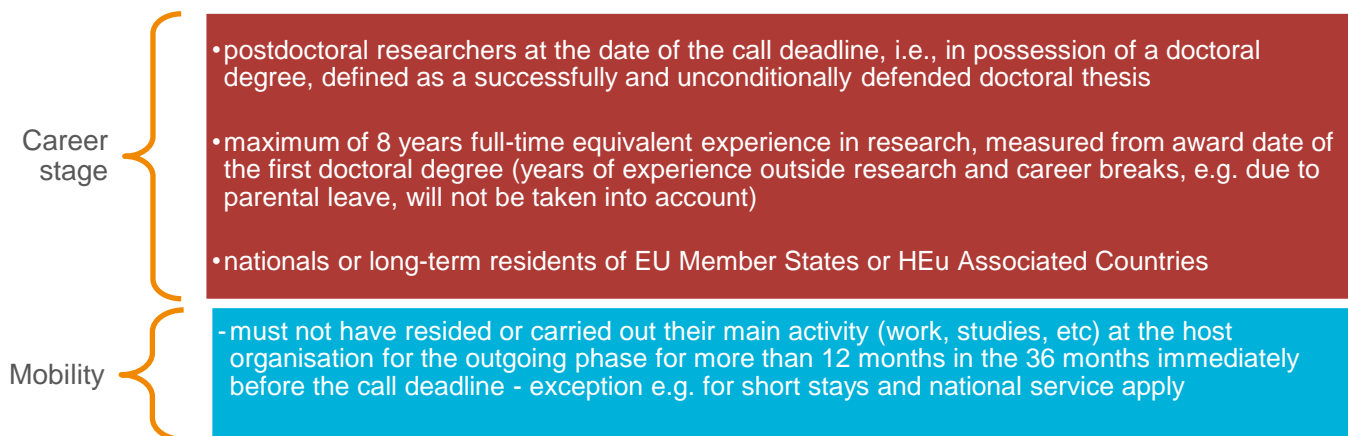 Career
stage
•postdoctoral researchers at the date of the call deadline, i.e., in possession of a doctoral
degree, defined as a successfully and unconditionally defended doctoral thesis
•maximum of 8 years full-time equivalent experience in research, measured from award date of
the first doctoral degree (years of experience outside research and career breaks, e.g. due to
parental leave, will not be taken into account)
•nationals or long-term residents of EU Member States or HEu Associated Countries
Mobility
-must not have resided or carried out their main activity (work, studies, etc) at the host
organisation for the outgoing phase for more than 12 months in the 36 months immediately
before the call deadline - exception e.g. for short stays and national service apply